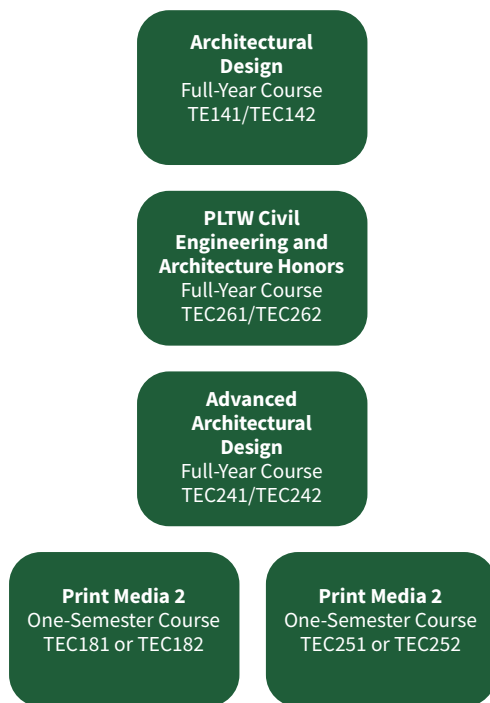 Architectural
Design
Full-Year Course
TE141/TEC142
PLTW Civil
Engineering and
Architecture Honors
Full-Year Course
TEC261/TEC262
Advanced
Architectural
Design
Full-Year Course
TEC241/TEC242
Print Media 2
One-Semester Course
TEC181 or TEC182
Print Media 2
One-Semester Course
TEC251 or TEC252